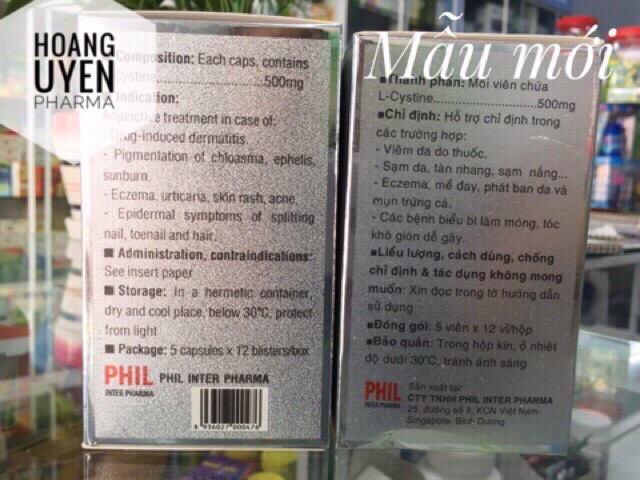 HOANG
UYEN
PHARMA
Mẫu mới
Composition: Each caps, contains
Cystine.................500mg
Indication:
Adjunctive treatment in case of:
- Drug-induced dermatitis.
- Pigmentation of chloasma, ephelis,
sunburn.
- Eczema, urticaria, skin rash, acne.
- Epidermal symptoms of splitting
nail, toenail and hair.
■ Administration, contraindications:
See insert paper
■ Storage: In a hermetic container,
dry and cool place, below 30°C, protect
from light
■ Package: 5 capsules x 12 blisters/box
PHIL
INTER PHARMA
PHIL INTER PHARMA
8 936027 000476
■Thành phần: Mỗi viên chứa
L-Cystine.................500mg
■Chỉ định: Hỗ trợ chỉ định trong
các trường hợp:
- Viêm da do thuốc.
- Sạm da, tàn nhang, sạm nắng...
- Eczema, mề đay, phát ban da và
mụn trứng cá.
- Các bệnh biểu bì làm móng, tóc
khô giòn dễ gãy.
■Liều lượng, cách dùng, chống
chỉ định & tác dụng không mong
muốn: Xin đọc trong tờ hướng dẫn
sử dụng
■Đóng gói: 5 viên x 12 vỉ/hộp
■Bảo quản: Trong hộp kín, ở nhiệt
độ dưới 30°C, tránh ánh sáng
PHIL
INTER PHARMA
Sản xuất tại:
CTY TNHH PHIL INTER PHARMA
25, đường số 8, KCN Việt Nam-
Singapore, Bình Dương